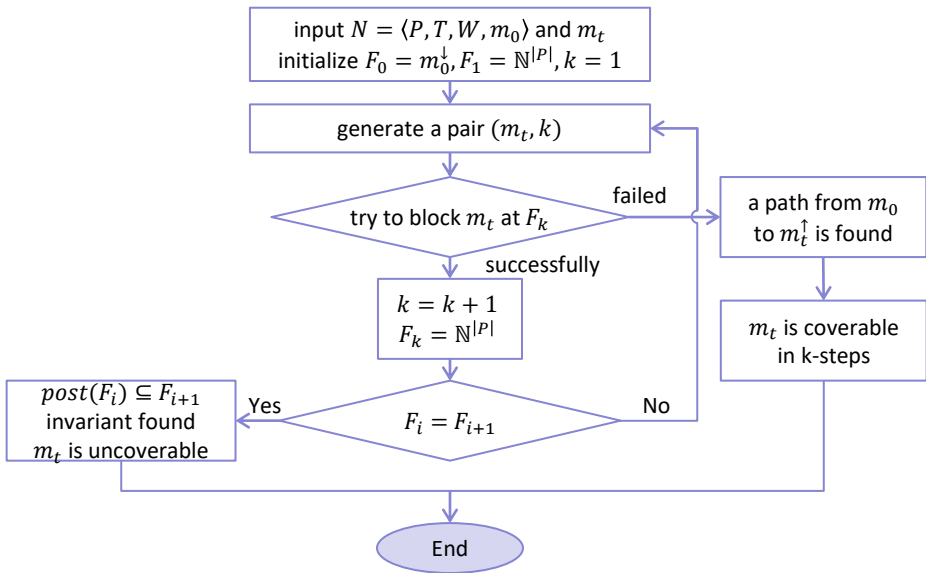 input N = ⟨P, T, W, m₀⟩ and mₜ
initialize F₀ = m₀^↓, F₁ = ℕ^|P|, k = 1
generate a pair (mₜ, k)
try to block mₜ at Fₖ
failed
a path from m₀
to mₜ^↑ is found
successfully
k = k + 1
Fₖ = ℕ^|P|
mₜ is coverable
in k-steps
post(Fᵢ) ⊆ Fᵢ₊₁
invariant found
mₜ is uncoverable
Yes
Fᵢ = Fᵢ₊₁
No
End